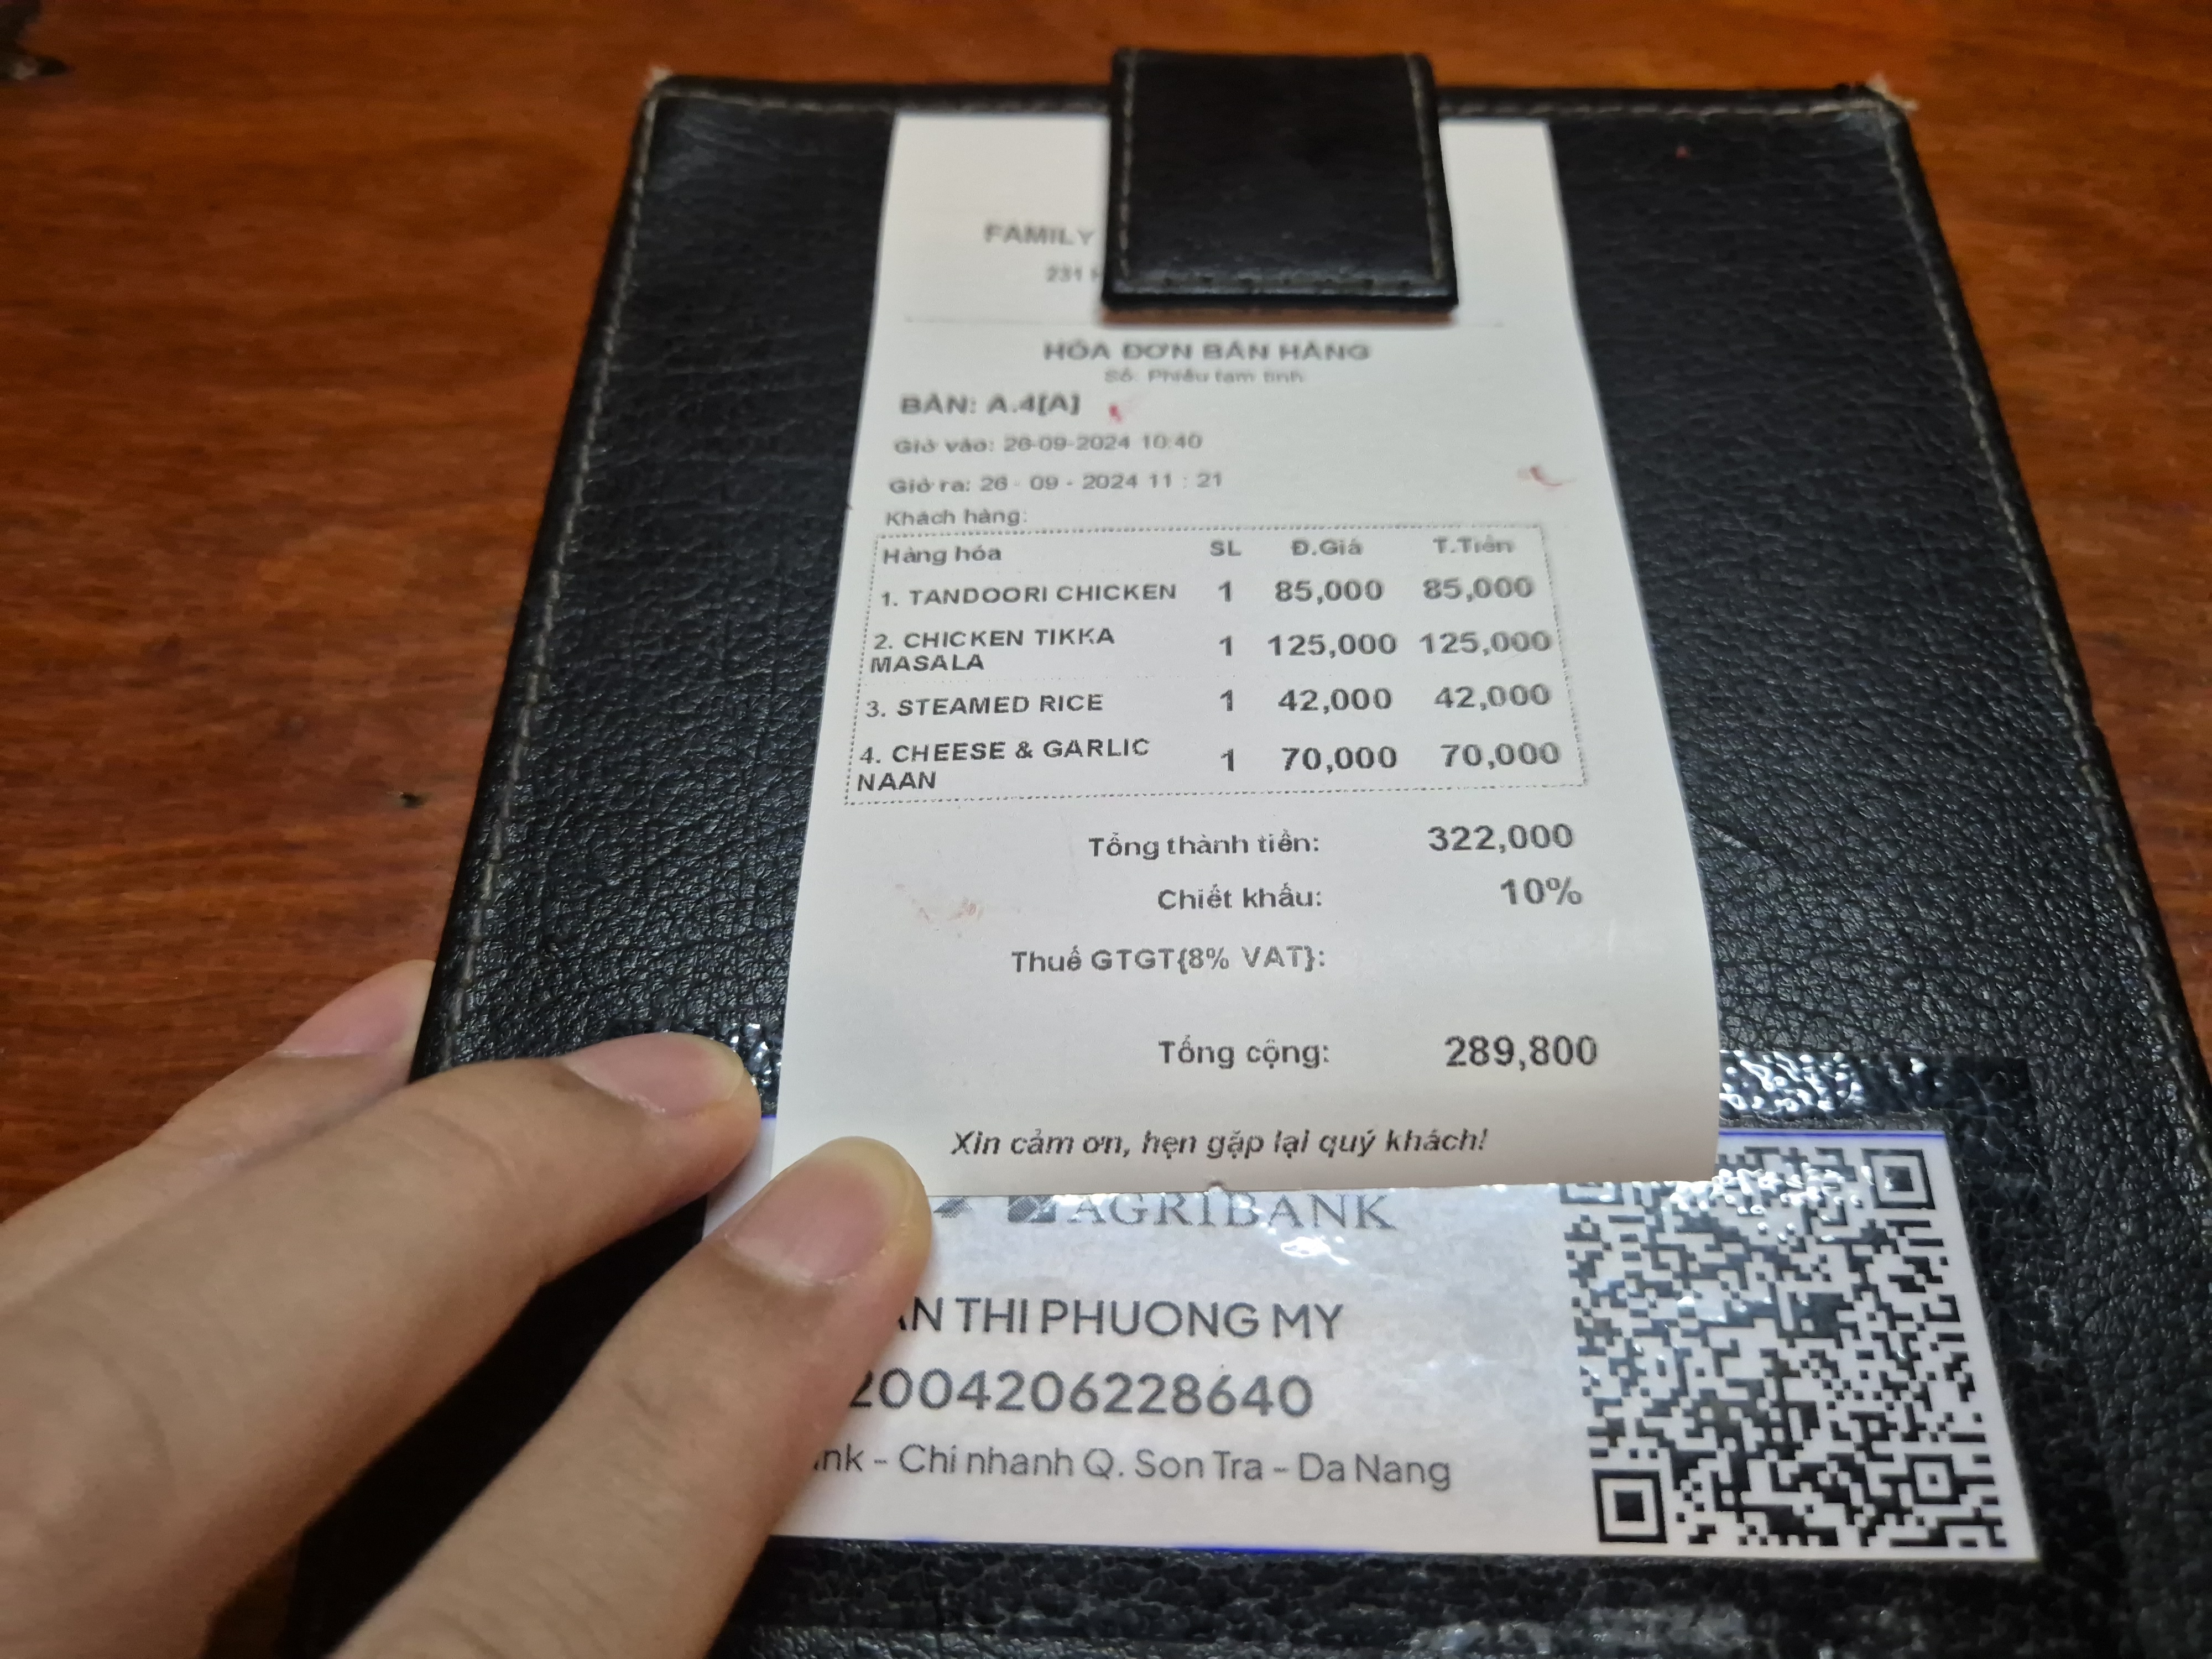 FAMILY
231
HÓA ĐƠN BÁN HÀNG
Số: Phiếu tạm tính
BÀN: A.4[A]
Giờ vào: 26-09-2024 10:40
Giờ ra: 26 - 09 - 2024 11 : 21
Khách hàng:
Hàng hóa SL Đ.Giá T.Tiền
1. TANDOORI CHICKEN 1 85,000 85,000
2. CHICKEN TIKKA
MASALA 1 125,000 125,000
3. STEAMED RICE 1 42,000 42,000
4. CHEESE & GARLIC
NAAN 1 70,000 70,000
Tổng thành tiền: 322,000
Chiết khấu: 10%
Thuế GTGT{8% VAT}:
Tổng cộng: 289,800
Xin cảm ơn, hẹn gặp lại quý khách!
AGRIBANK
THI PHUONG MY
2004206228640
- Chi nhanh Q. Son Tra - Da Nang